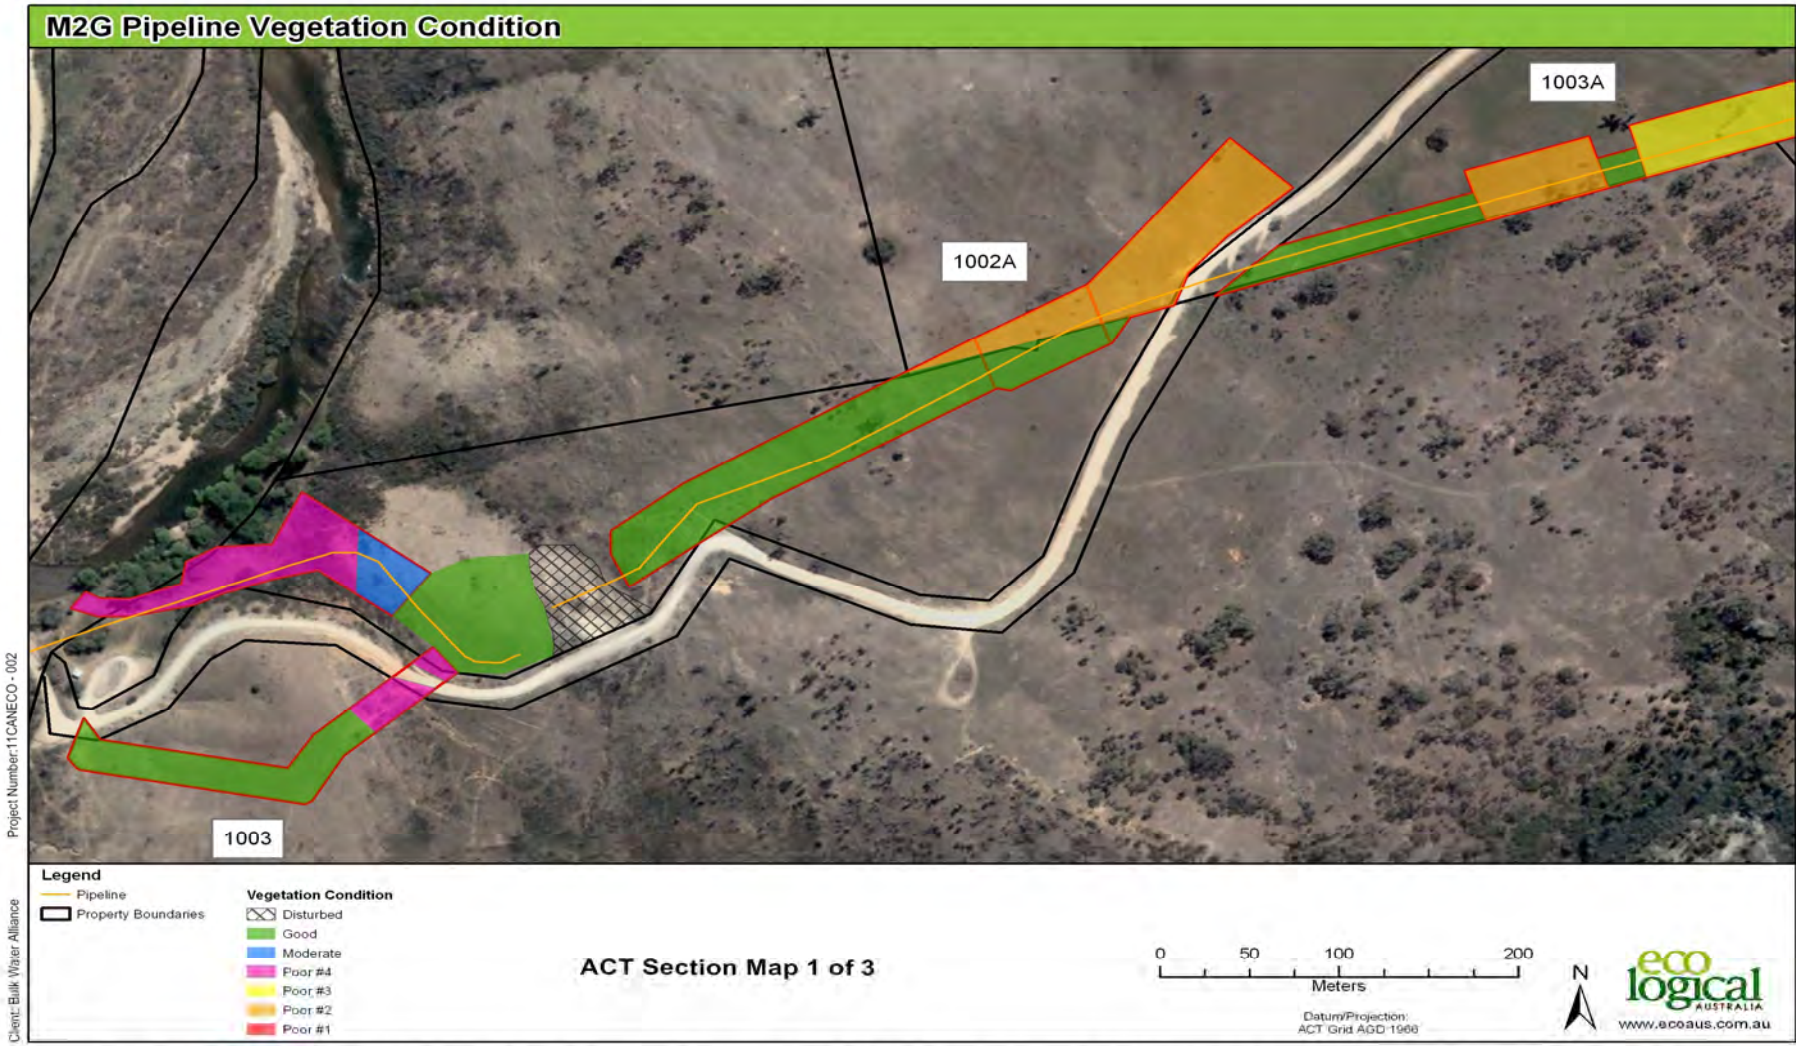 M2G Pipeline Vegetation Condition
1003A
1002A
1003
Project Number:11CANECO - 002
Client: Bulk Water Alliance
Legend
Pipeline
Property Boundaries
Vegetation Condition
Disturbed
Good
Moderate
Poor #4
Poor #3
Poor #2
Poor #1
ACT Section Map 1 of 3
0 50 100 200
Meters
Datum/Projection:
ACT Grid AGD 1966
N
eco
logical
AUSTRALIA
www.ecoaus.com.au